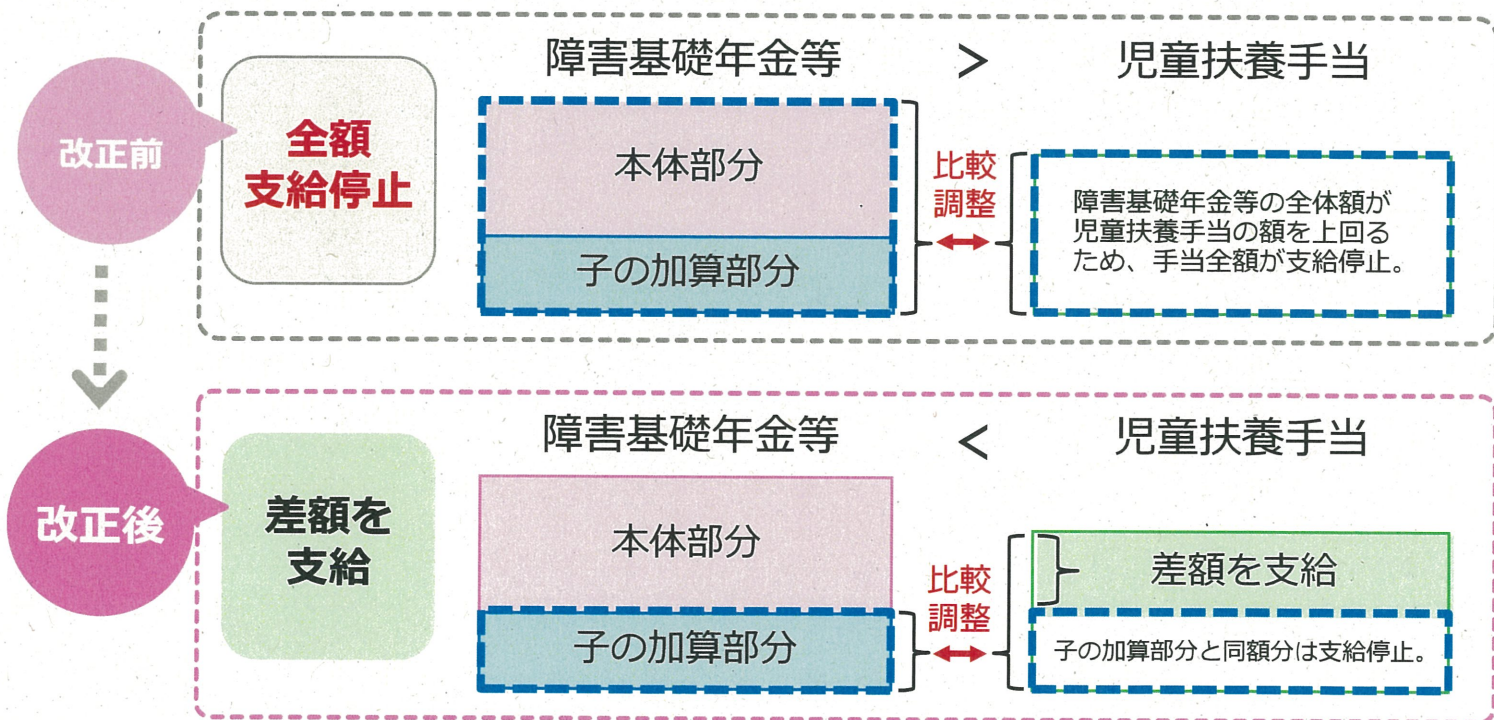 改正前
全額
支給停止
障害基礎年金等 > 児童扶養手当
本体部分
子の加算部分
比較
調整
障害基礎年金等の全体額が
児童扶養手当の額を上回る
ため、手当全額が支給停止。
改正後
差額を
支給
障害基礎年金等 < 児童扶養手当
本体部分
子の加算部分
比較
調整
差額を支給
子の加算部分と同額分は支給停止。